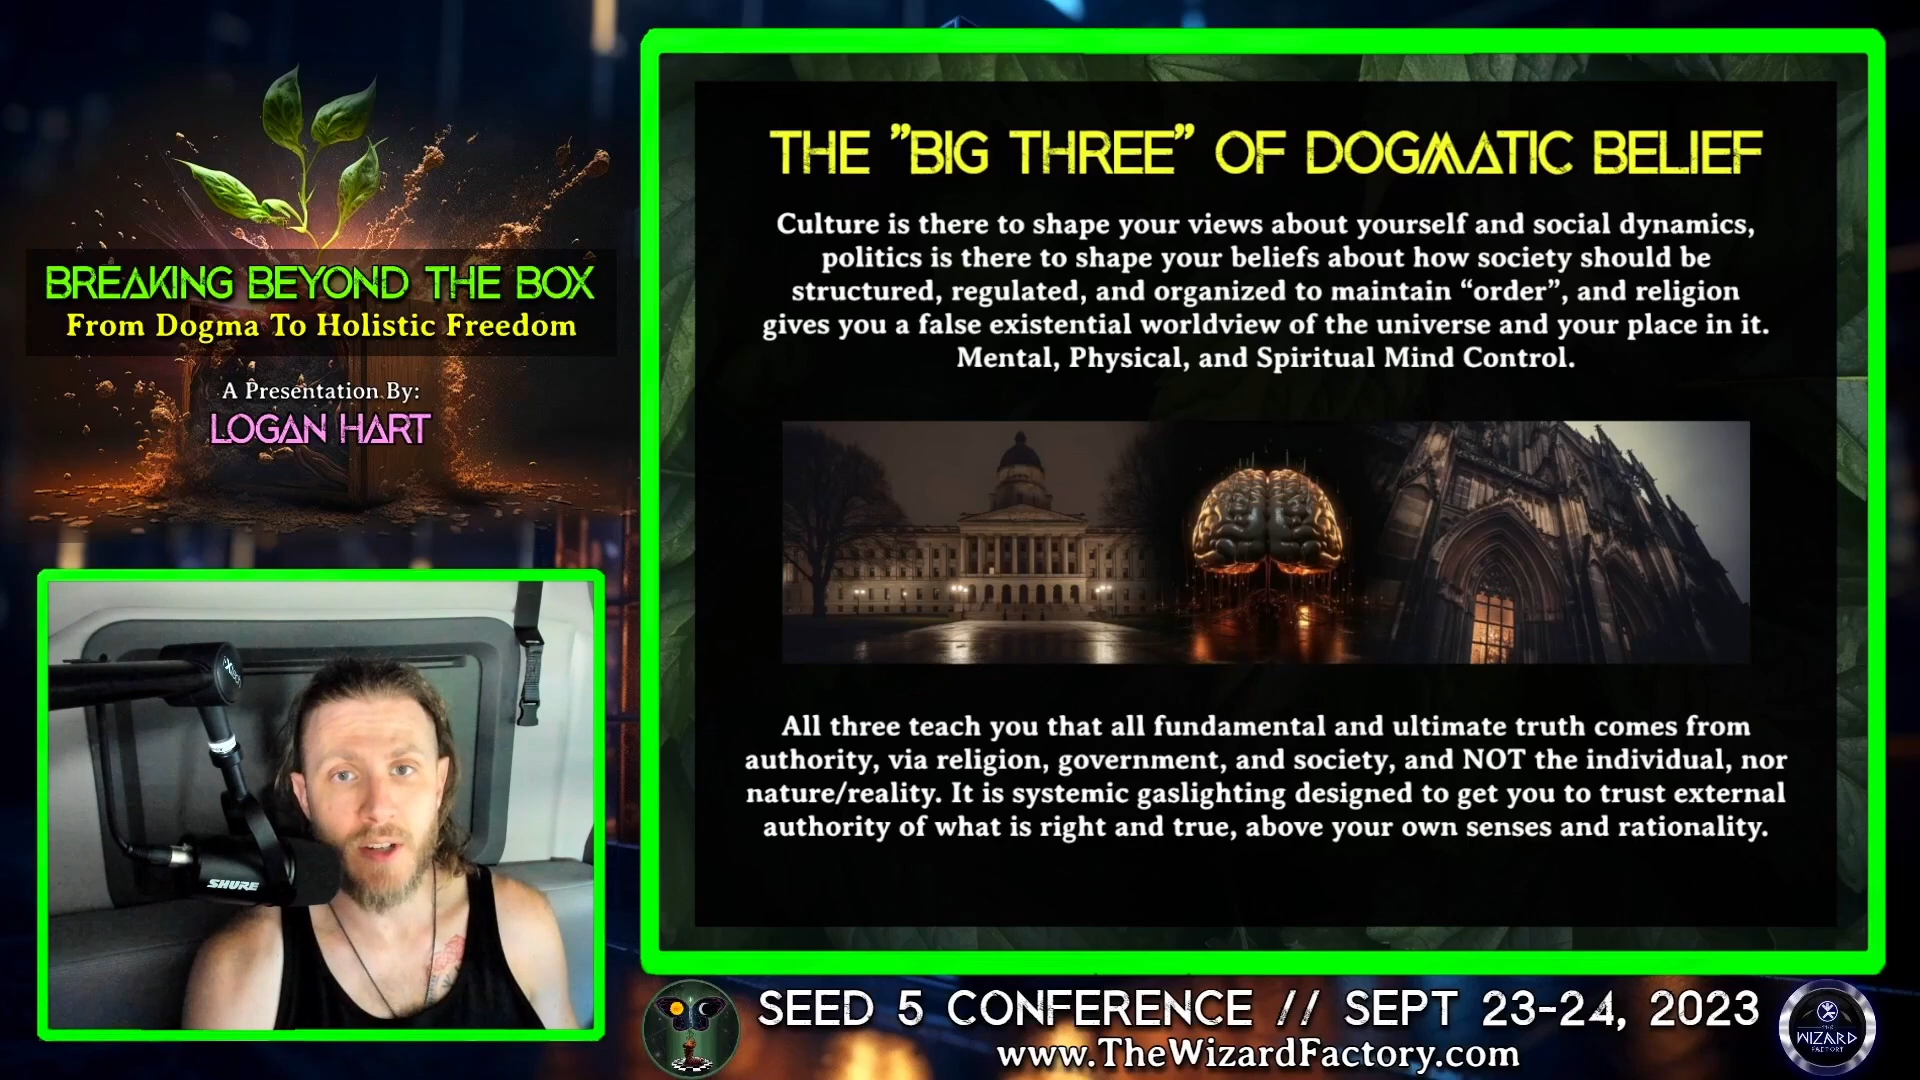 BREAKING BEYOND THE BOX
From Dogma To Holistic Freedom
A Presentation By:
LOGAN HART
SHURE
THE ”BIG THREE” OF DOGMATIC BELIEF
Culture is there to shape your views about yourself and social dynamics,
politics is there to shape your beliefs about how society should be
structured, regulated, and organized to maintain “order”, and religion
gives you a false existential worldview of the universe and your place in it.
Mental, Physical, and Spiritual Mind Control.
All three teach you that all fundamental and ultimate truth comes from
authority, via religion, government, and society, and NOT the individual, nor
nature/reality. It is systemic gaslighting designed to get you to trust external
authority of what is right and true, above your own senses and rationality.
SEED 5 CONFERENCE // SEPT 23-24, 2023
www.TheWizardFactory.com
THE
WIZARD
FACTORY